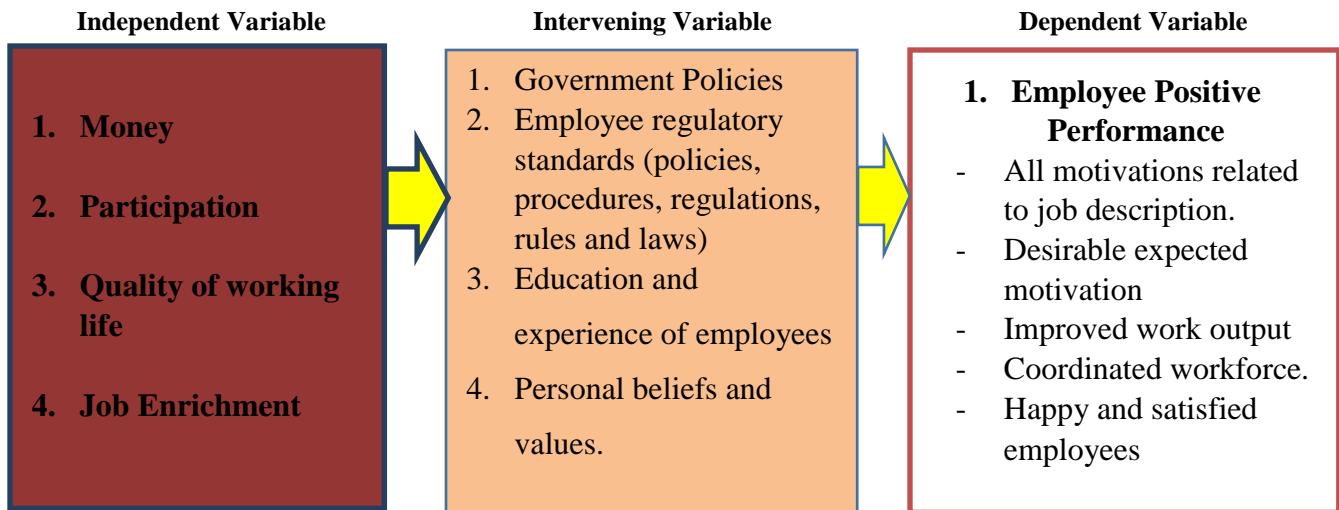 Independent Variable
1. Money
2. Participation
3. Quality of working
life
4. Job Enrichment
Intervening Variable
1. Government Policies
2. Employee regulatory
standards (policies,
procedures, regulations,
rules and laws)
3. Education and
experience of employees
4. Personal beliefs and
values.
Dependent Variable
1. Employee Positive
Performance
- All motivations related
to job description.
- Desirable expected
motivation
- Improved work output
- Coordinated workforce.
- Happy and satisfied
employees